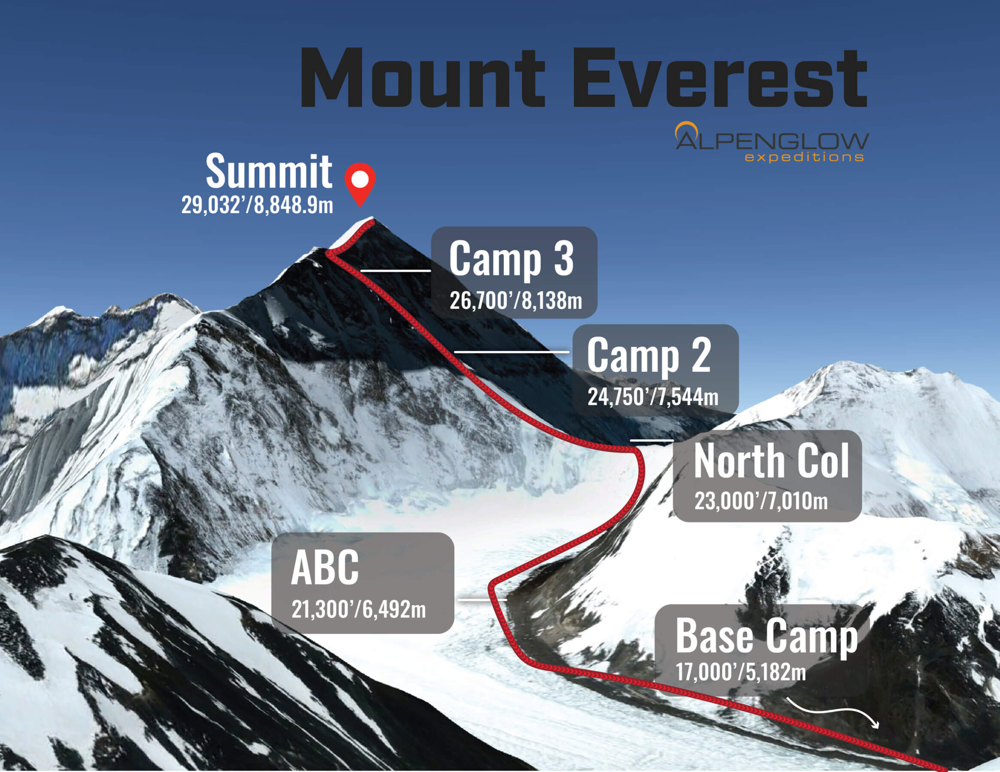 Mount Everest
ALPENGLOW
expeditions
Summit
29,032’/8,848.9m
Camp 3
26,700’/8,138m
Camp 2
24,750’/7,544m
North Col
23,000’/7,010m
ABC
21,300’/6,492m
Base Camp
17,000’/5,182m